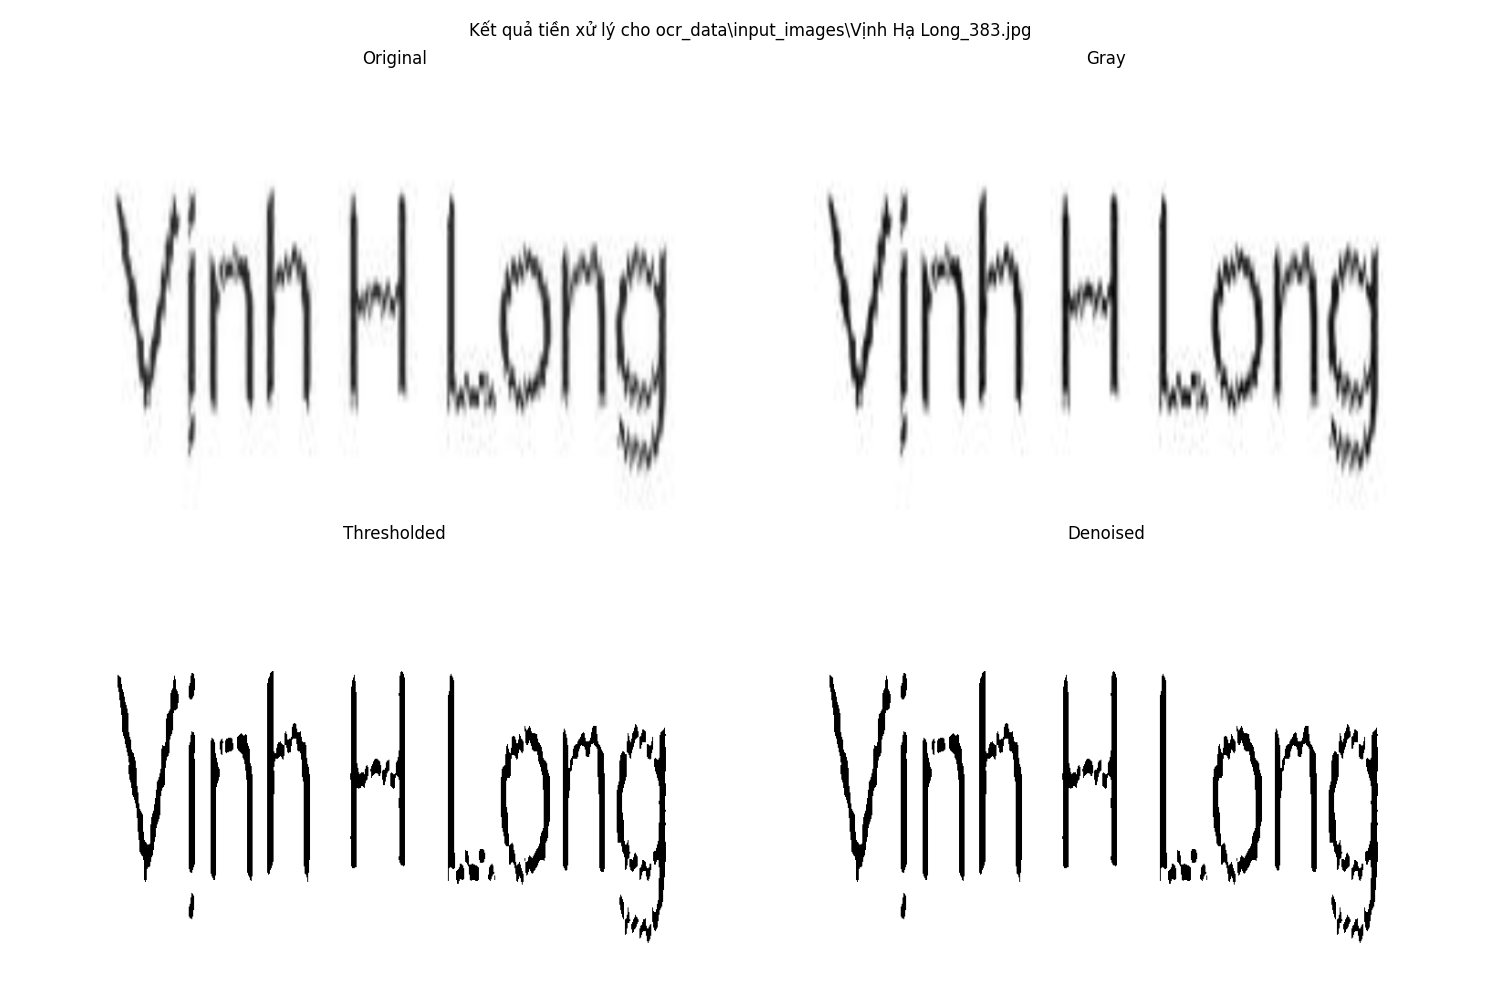 Kết quả tiền xử lý cho ocr_data\input_images\Vịnh Hạ Long_383.jpg
Original
Gray
Vịnh H Long
Vịnh H Long
Thresholded
Denoised
Vịnh H Long
Vịnh H Long